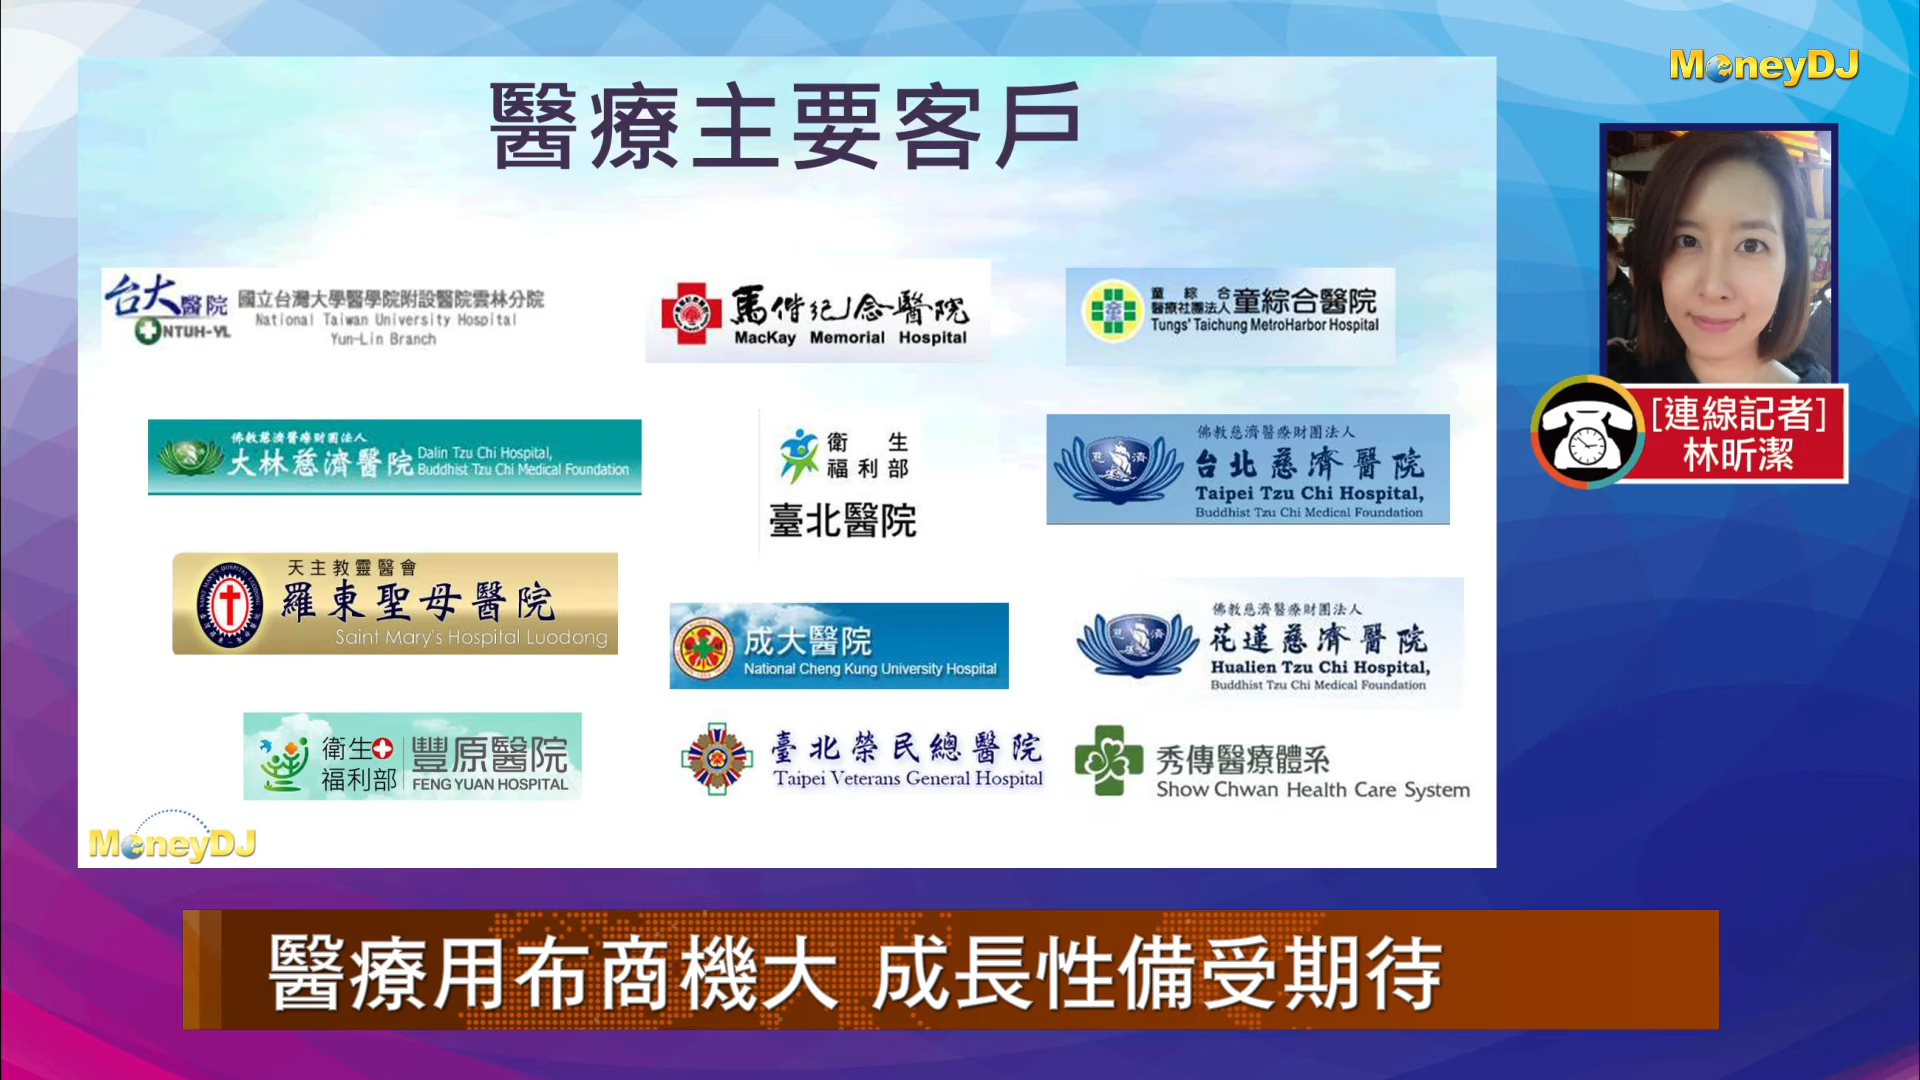 MoneyDJ
醫療主要客戶
台大醫院
NTUH-YL
國立台灣大學醫學院附設醫院雲林分院
National Taiwan University Hospital
Yun-Lin Branch
馬偕紀念醫院
MacKay Memorial Hospital
童綜合
醫療社團法人童綜合醫院
Tungs' Taichung MetroHarbor Hospital
佛教慈濟醫療財團法人
大林慈濟醫院
Dalin Tzu Chi Hospital,
Buddhist Tzu Chi Medical Foundation
衛生
福利部
臺北醫院
佛教慈濟醫療財團法人
台北慈濟醫院
Taipei Tzu Chi Hospital,
Buddhist Tzu Chi Medical Foundation
天主教靈醫會
羅東聖母醫院
Saint Mary's Hospital Luodong
成大醫院
National Cheng Kung University Hospital
佛教慈濟醫療財團法人
花蓮慈濟醫院
Hualien Tzu Chi Hospital,
Buddhist Tzu Chi Medical Foundation
衛生
福利部
豐原醫院
FENG YUAN HOSPITAL
臺北榮民總醫院
Taipei Veterans General Hospital
秀傳醫療體系
Show Chwan Health Care System
MoneyDJ
[連線記者]
林昕潔
醫療用布商機大 成長性備受期待